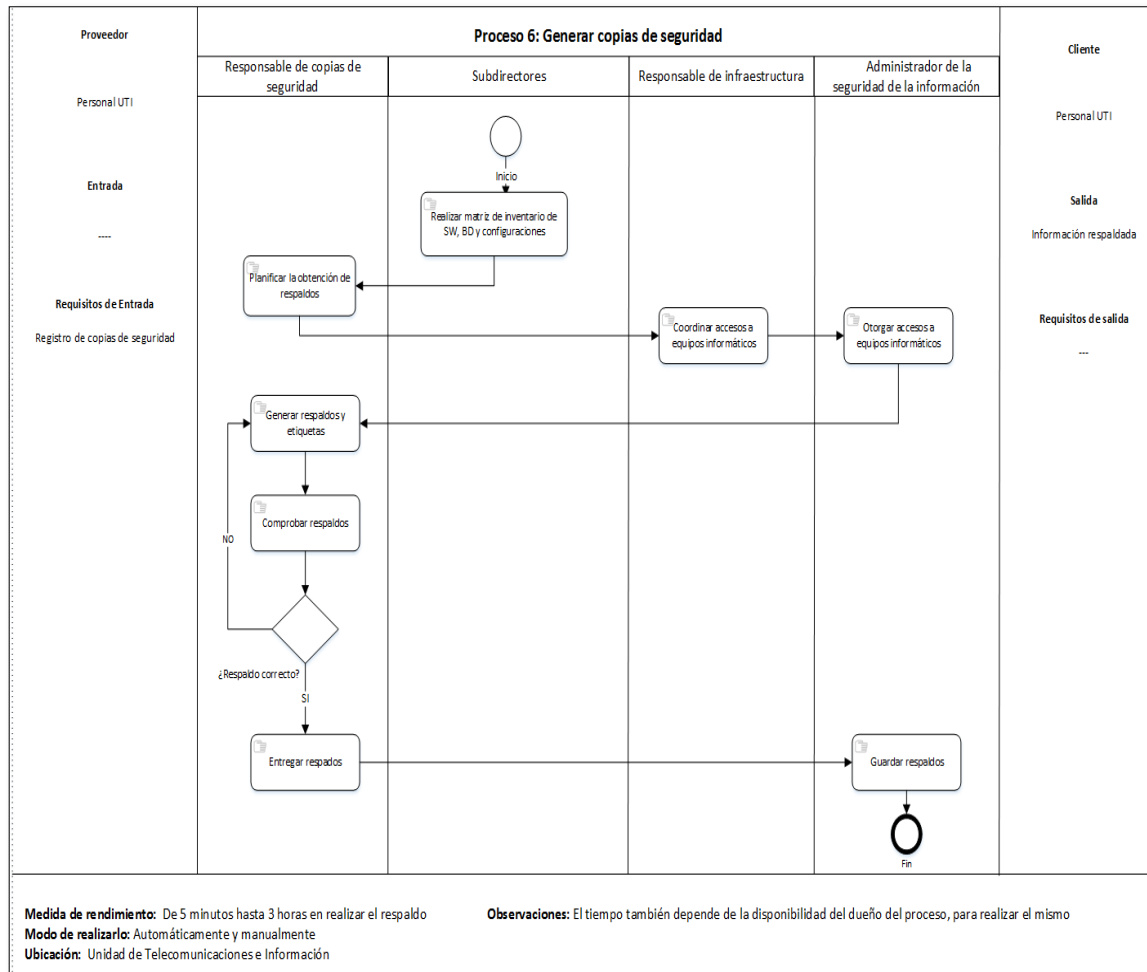 Proveedor
Personal UTI
Entrada
----
Requisitos de Entrada
Registro de copias de seguridad
Proceso 6: Generar copias de seguridad
Responsable de copias de
seguridad
Subdirectores
Responsable de infraestructura
Administrador de la
seguridad de la información
Inicio
Realizar matriz de inventario de
SW, BD y configuraciones
Planificar la obtención de
respaldos
Coordinar accesos a
equipos informáticos
Otorgar accesos a
equipos informáticos
Generar respaldos y
etiquetas
Comprobar respaldos
NO
¿Respaldo correcto?
SI
Entregar respados
Guardar respaldos
Fin
Cliente
Personal UTI
Salida
Información respaldada
Requisitos de salida
---
Medida de rendimiento: De 5 minutos hasta 3 horas en realizar el respaldo
Modo de realizarlo: Automáticamente y manualmente
Ubicación: Unidad de Telecomunicaciones e Información
Observaciones: El tiempo también depende de la disponibilidad del dueño del proceso, para realizar el mismo